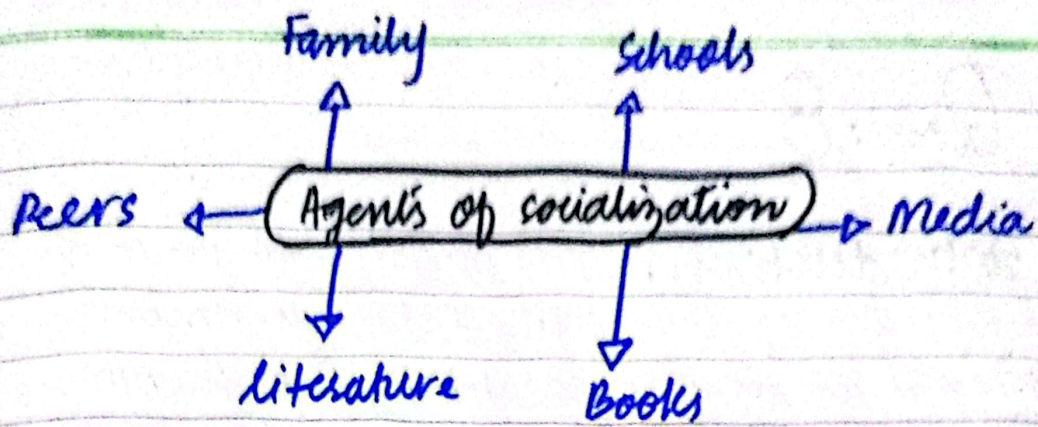 Family
Schools
Peers
Agents of socialization
Media
literature
Books